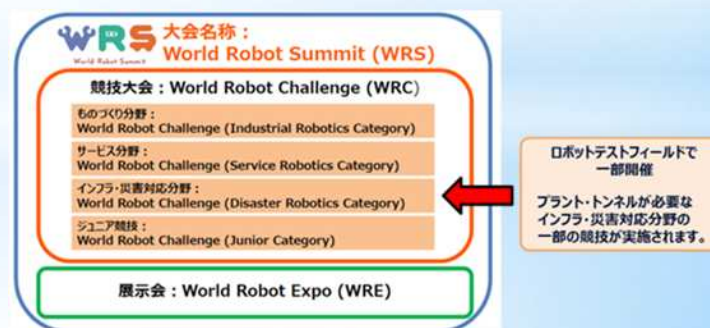 WRS 大会名称：
World Robot Summit
World Robot Summit (WRS)
競技大会：World Robot Challenge (WRC)
ものづくり分野：
World Robot Challenge (Industrial Robotics Category)
サービス分野：
World Robot Challenge (Service Robotics Category)
インフラ・災害対応分野：
World Robot Challenge (Disaster Robotics Category)
ジュニア競技：
World Robot Challenge (Junior Category)
展示会：World Robot Expo (WRE)
ロボットテストフィールドで
一部開催
プラント・トンネルが必要な
インフラ・災害対応分野の
一部の競技が実施されます。